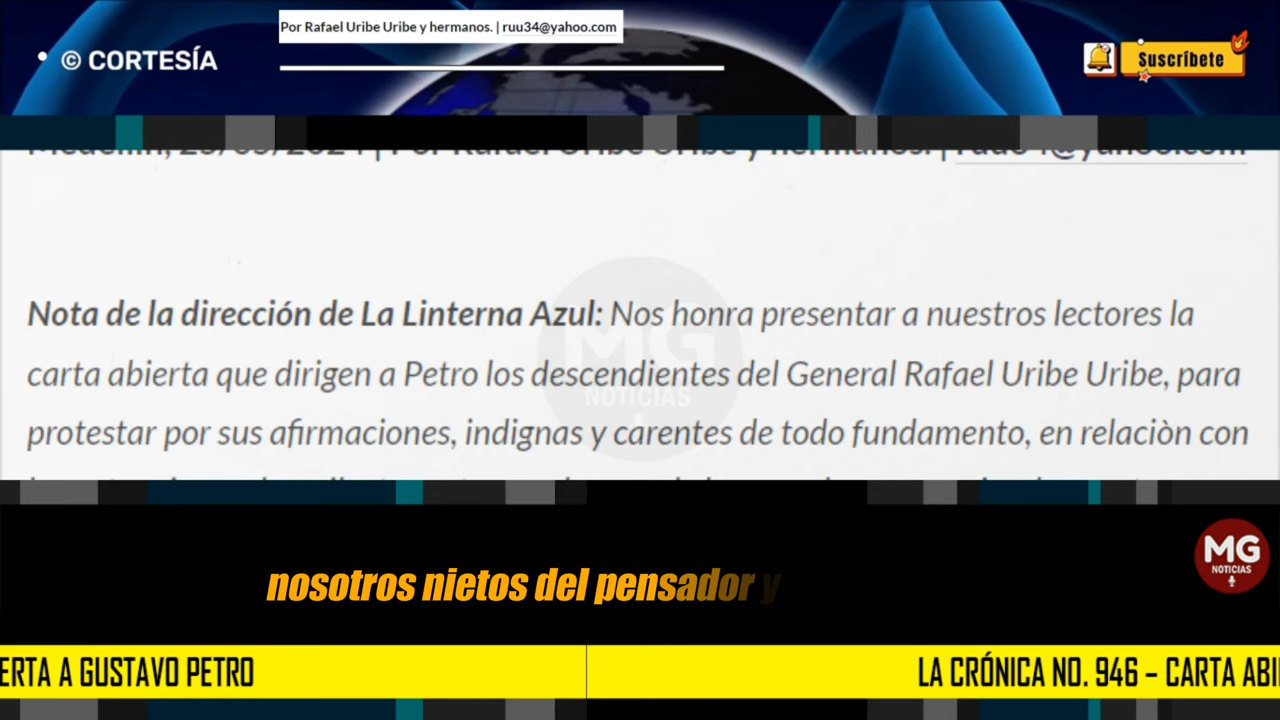 Por Rafael Uribe Uribe y hermanos. | ruu34@yahoo.com
© CORTESÍA
Suscríbete
Nota de la dirección de La Linterna Azul: Nos honra presentar a nuestros lectores la
carta abierta que dirigen a Petro los descendientes del General Rafael Uribe Uribe, para
protestar por sus afirmaciones, indignas y carentes de todo fundamento, en relaciòn con
MG
NOTICIAS
nosotros nietos del pensador y
MG
NOTICIAS
ERTA A GUSTAVO PETRO
LA CRÓNICA NO. 946 – CARTA ABI